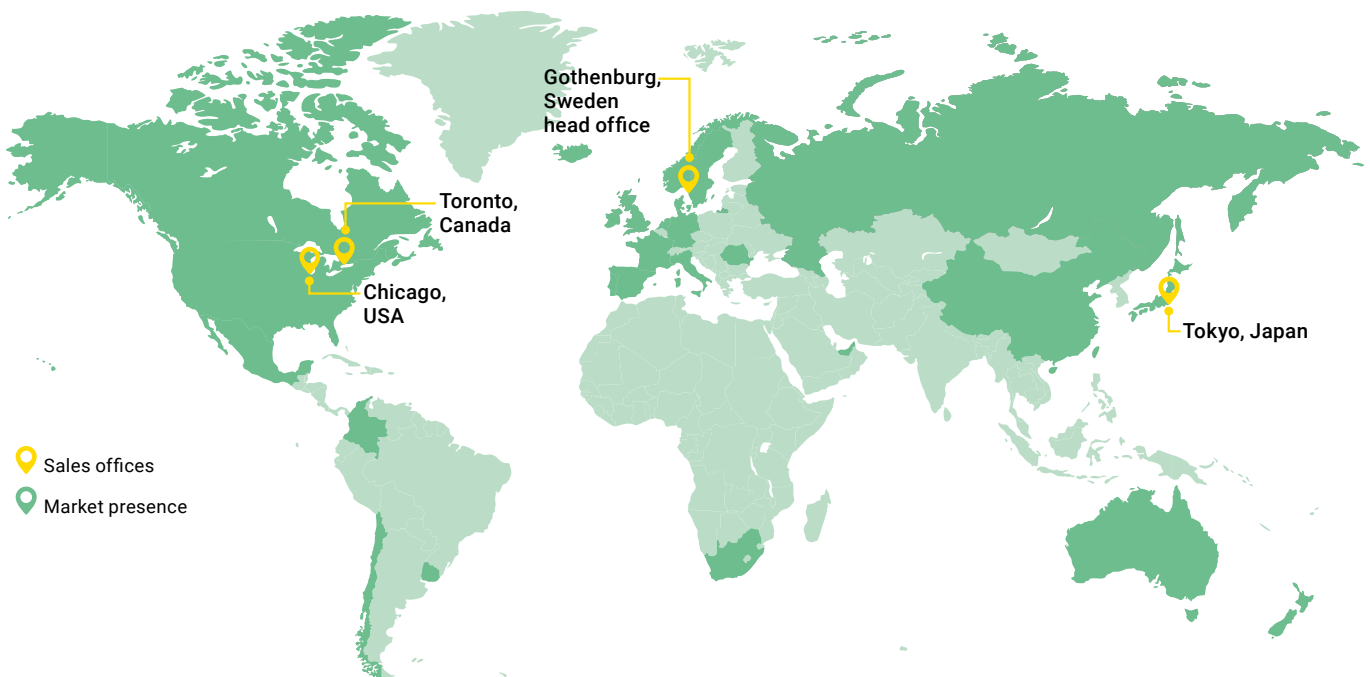 Gothenburg,
Sweden
head office
Toronto,
Canada
Chicago,
USA
Tokyo, Japan
Sales offices
Market presence